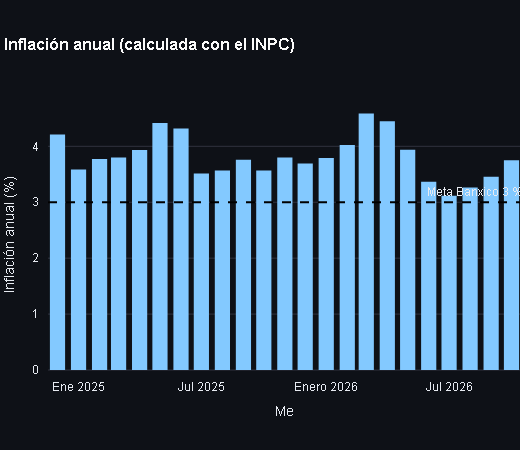 Inflación anual (calculada con el INPC)
Inflación anual (%)
4
3
2
1
0
Meta Banxico 3 %
Ene 2025
Jul 2025
Enero 2026
Jul 2026
Me